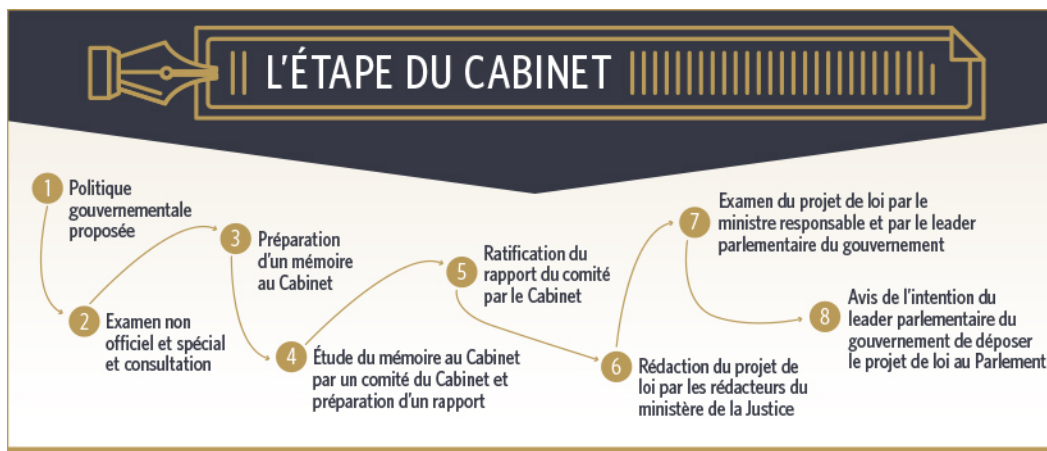 L'ÉTAPE DU CABINET
1
Politique
gouvernementale
proposée
2
Examen non
officiel et spécial
et consultation
3
Préparation
d'un mémoire
au Cabinet
4
Étude du mémoire au Cabinet
par un comité du Cabinet et
préparation d'un rapport
5
Ratification du
rapport du comité
par le Cabinet
6
Rédaction du projet de
loi par les rédacteurs du
ministère de la Justice
7
Examen du projet de loi par le
ministre responsable et par le leader
parlementaire du gouvernement
8
Avis de l'intention du
leader parlementaire du
gouvernement de déposer
le projet de loi au Parlement